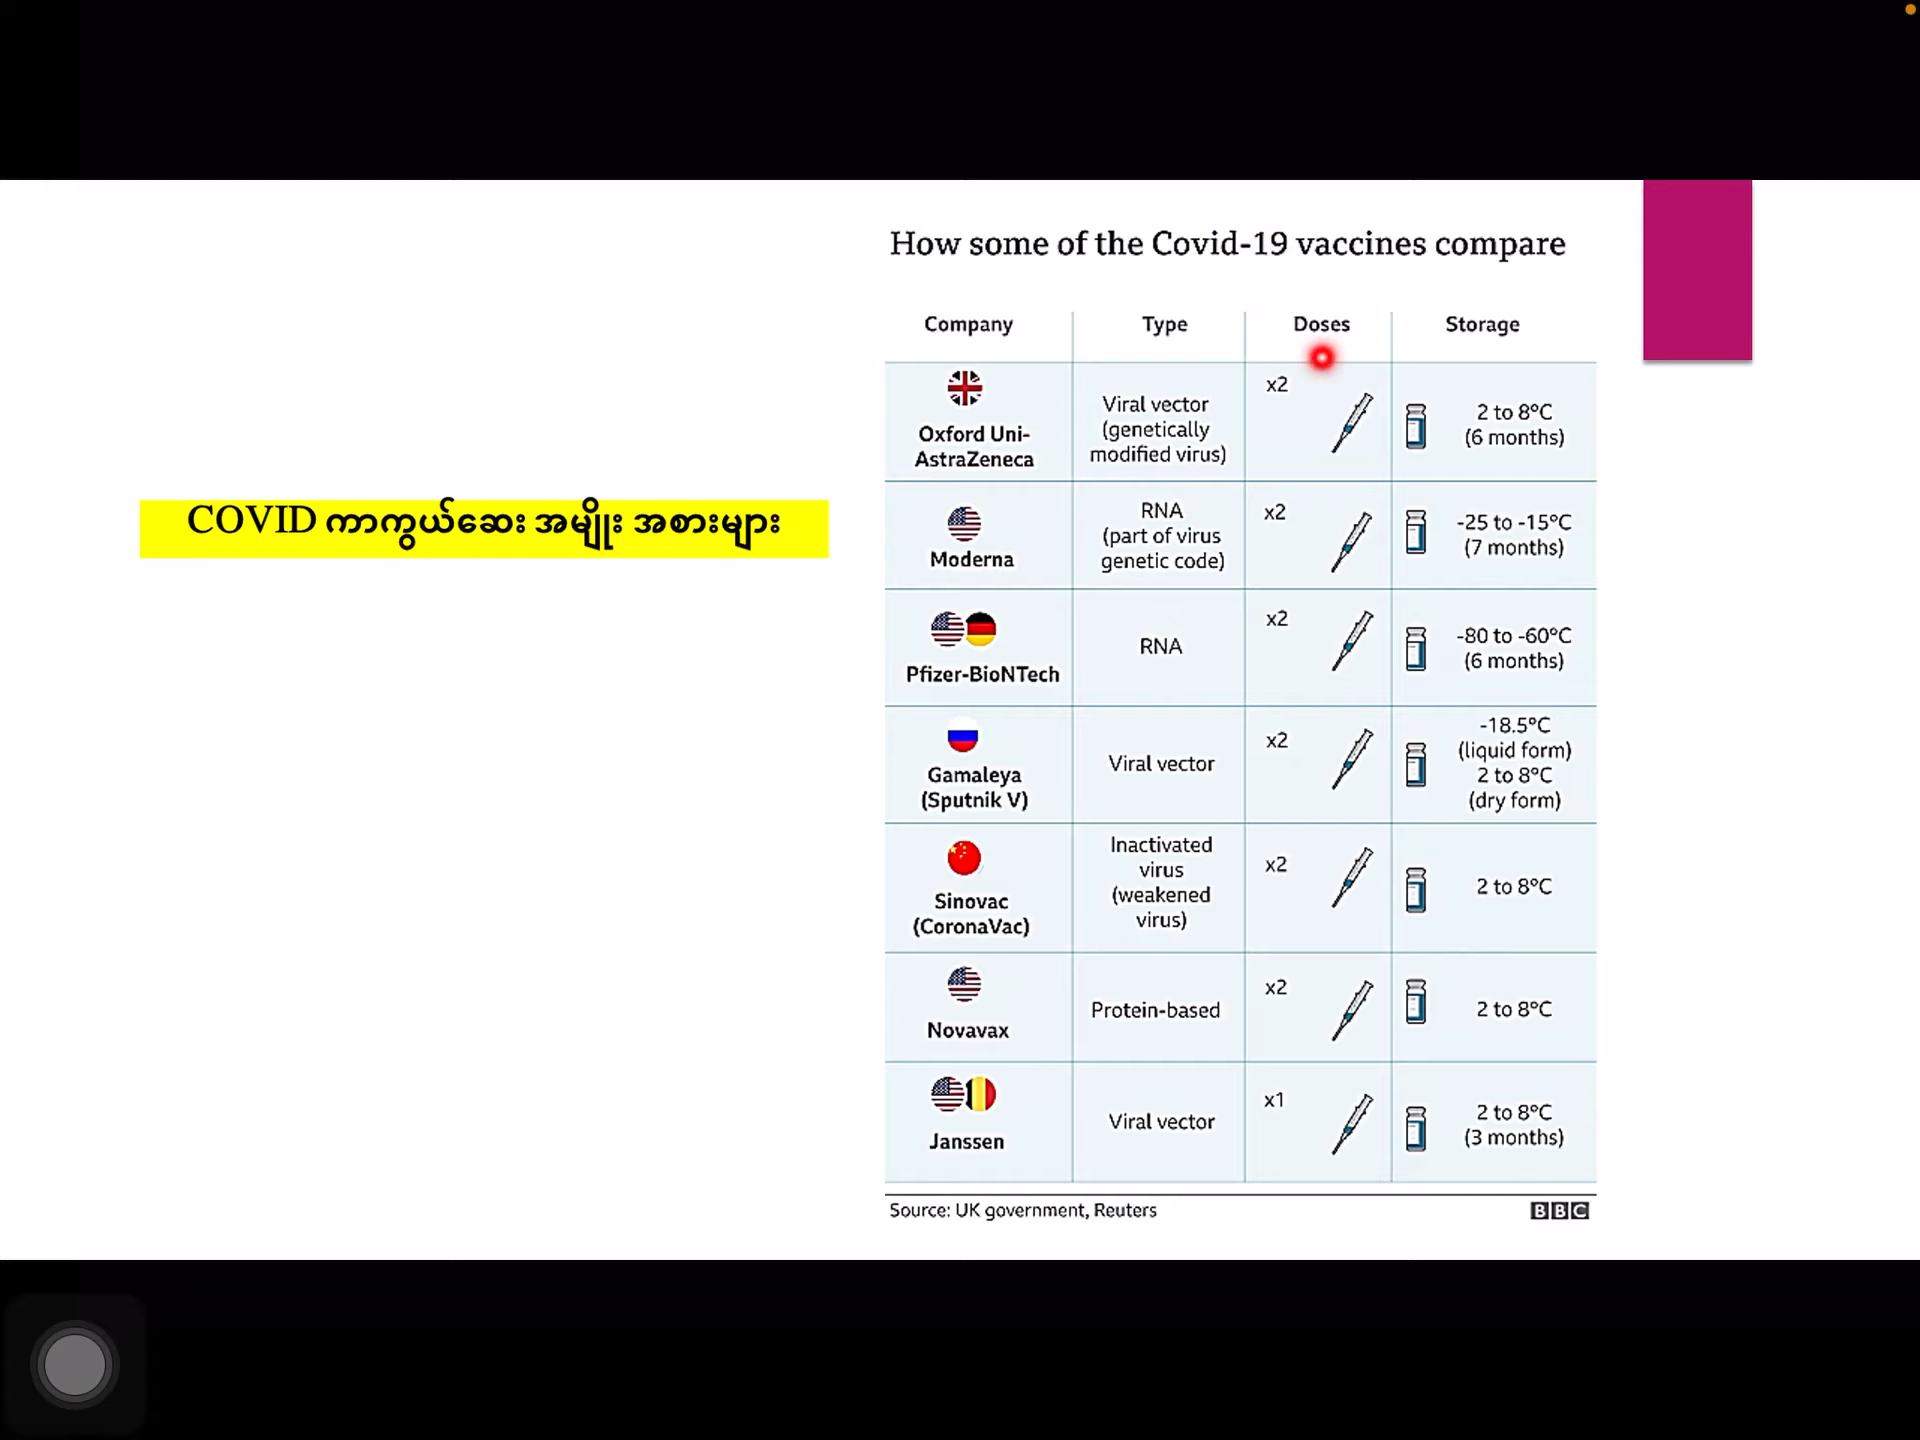 How some of the Covid-19 vaccines compare
COVID ကာကွယ်ဆေး အမျိုး အစားများ
Company Type Doses Storage
Oxford Uni-
AstraZeneca
Viral vector
(genetically
modified virus)
x2
2 to 8°C
(6 months)
Moderna
RNA
(part of virus
genetic code)
x2
-25 to -15°C
(7 months)
Pfizer-BioNTech
RNA
x2
-80 to -60°C
(6 months)
Gamaleya
(Sputnik V)
Viral vector
x2
-18.5°C
(liquid form)
2 to 8°C
(dry form)
Sinovac
(CoronaVac)
Inactivated
virus
(weakened
virus)
x2
2 to 8°C
Novavax
Protein-based
x2
2 to 8°C
Janssen
Viral vector
x1
2 to 8°C
(3 months)
Source: UK government, Reuters
BBC